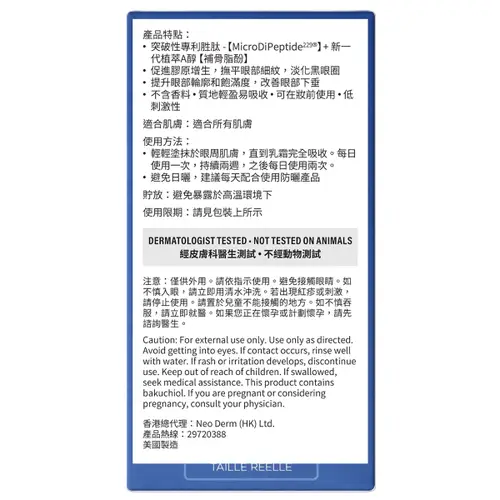 產品特點：
• 突破性專利胜肽 -【MicroDiPeptide²²⁹®】+ 新一
代植萃A醇【補骨脂酚】
• 促進膠原增生，撫平眼部細紋，淡化黑眼圈
• 提升眼部輪廓和飽滿度，改善眼部下垂
• 不含香料 • 質地輕盈易吸收 • 可在妝前使用 • 低
刺激性
適合肌膚：適合所有肌膚
使用方法：
• 輕輕塗抹於眼周肌膚，直到乳霜完全吸收。每日
使用一次，持續兩週，之後每日使用兩次。
• 避免日曬，建議每天配合使用防曬產品
貯放：避免暴露於高溫環境下
使用限期：請見包裝上所示
DERMATOLOGIST TESTED • NOT TESTED ON ANIMALS
經皮膚科醫生測試 • 不經動物測試
注意：僅供外用。請依指示使用。避免接觸眼睛。如
不慎入眼，請立即用清水沖洗。若出現紅疹或刺激，
請停止使用。請置於兒童不能接觸的地方。如不慎吞
服，請立即就醫。如果您正在懷孕或計劃懷孕，請先
諮詢醫生。
Caution: For external use only. Use only as directed.
Avoid getting into eyes. If contact occurs, rinse well
with water. If rash or irritation develops, discontinue
use. Keep out of reach of children. If swallowed,
seek medical assistance. This product contains
bakuchiol. If you are pregnant or considering
pregnancy, consult your physician.
香港總代理：Neo Derm (HK) Ltd.
產品熱線：29720388
美國製造
TAILLE RÉELLE